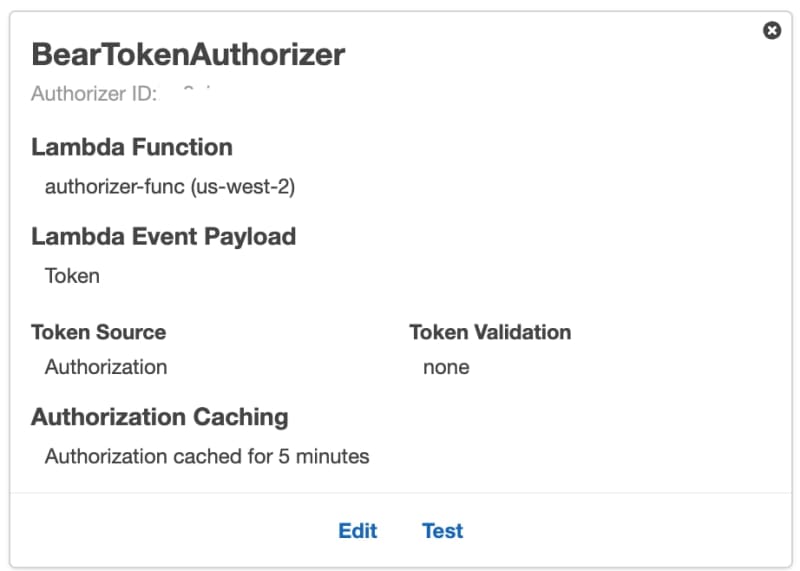 BearTokenAuthorizer
Authorizer ID:
Lambda Function
authorizer-func (us-west-2)
Lambda Event Payload
Token
Token Source
Token Validation
Authorization
none
Authorization Caching
Authorization cached for 5 minutes
Edit
Test